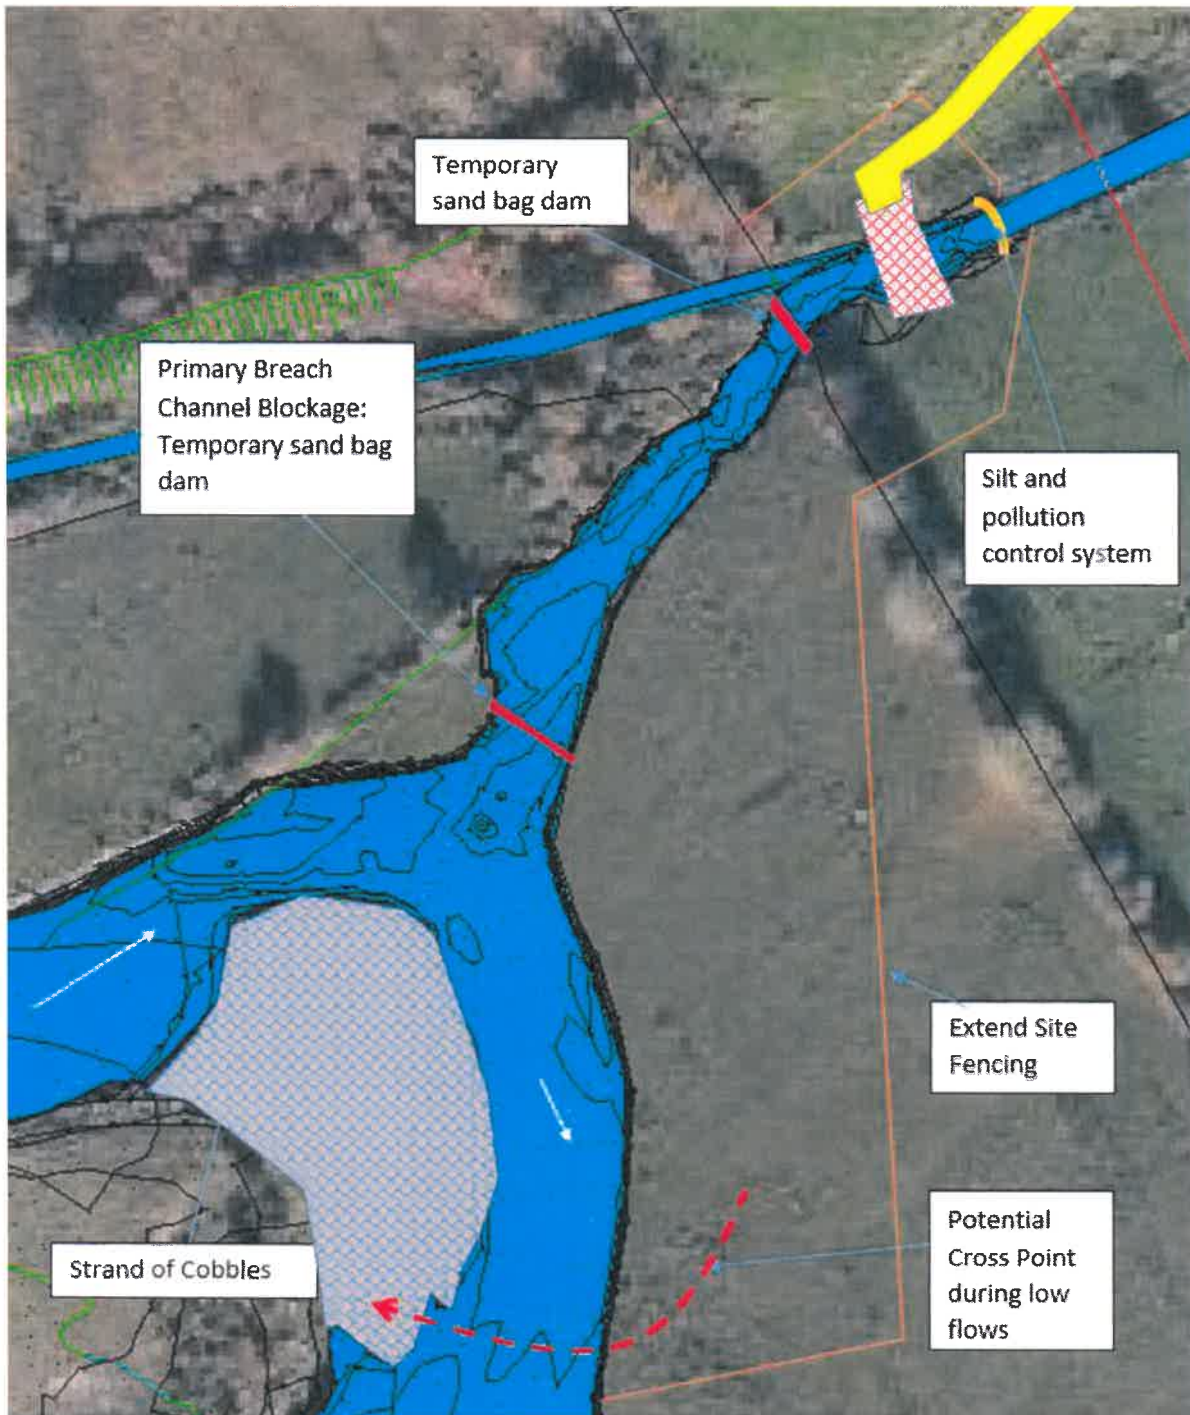 Temporary
sand bag dam
Primary Breach
Channel Blockage:
Temporary sand bag
dam
Silt and
pollution
control system
Extend Site
Fencing
Strand of Cobbles
Potential
Cross Point
during low
flows